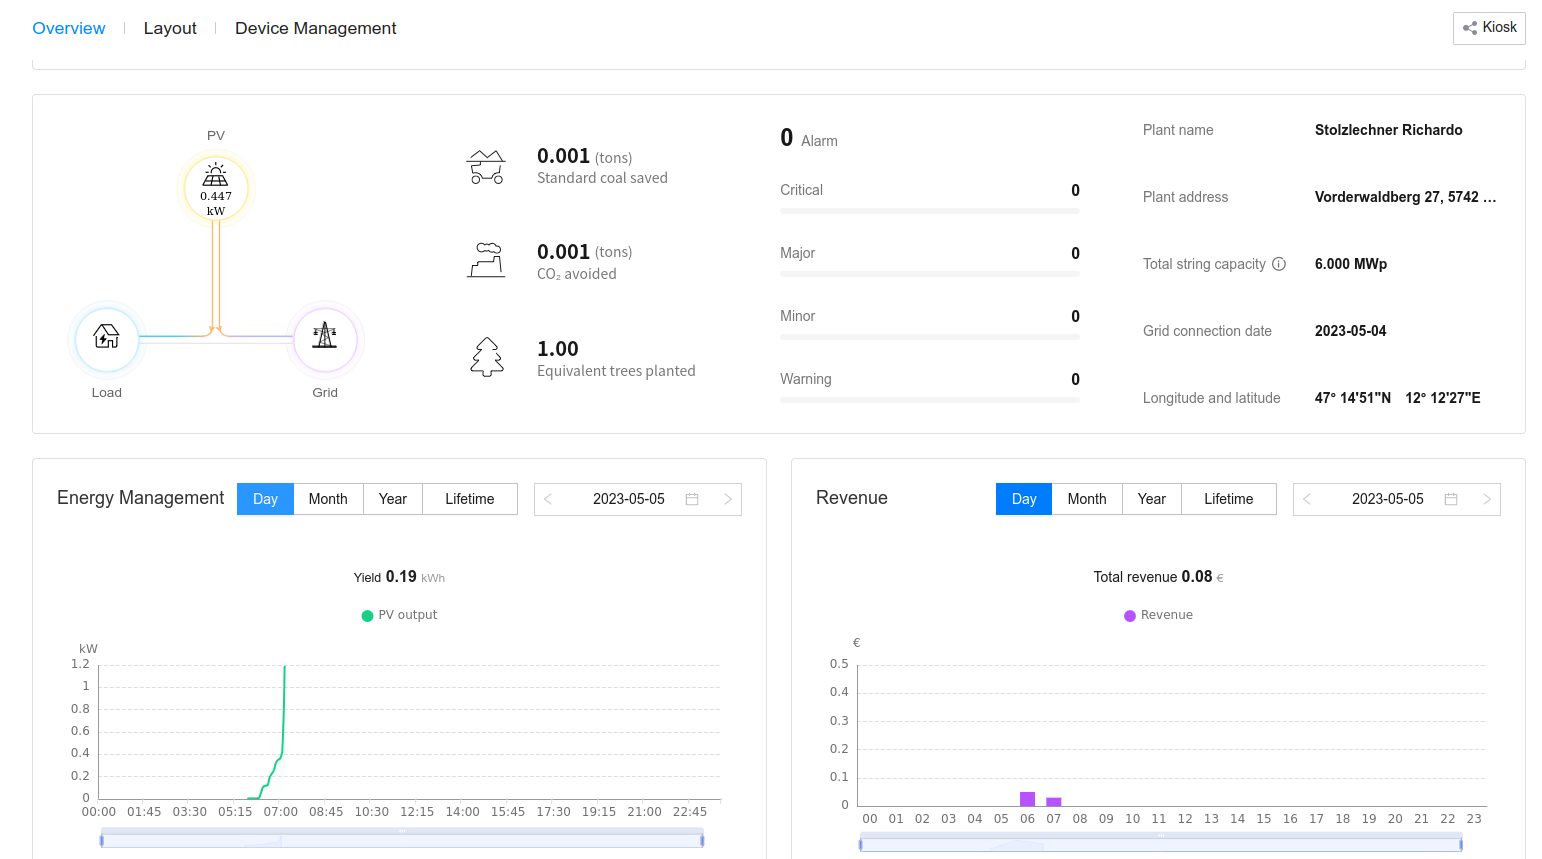 Overview Layout Device Management Kiosk
PV
0.447
kW
Load
Grid
0.001 (tons)
Standard coal saved
0.001 (tons)
CO₂ avoided
1.00
Equivalent trees planted
0 Alarm
Critical 0
Major 0
Minor 0
Warning 0
Plant name Stolzlechner Richardo
Plant address Vorderwaldberg 27, 5742 ...
Total string capacity 6.000 MWp
Grid connection date 2023-05-04
Longitude and latitude 47° 14'51"N 12° 12'27"E
Energy Management Day Month Year Lifetime 2023-05-05
Yield 0.19 kWh
PV output
kW
1.2
1
0.8
0.6
0.4
0.2
0
00:00 01:45 03:30 05:15 07:00 08:45 10:30 12:15 14:00 15:45 17:30 19:15 21:00 22:45
Revenue Day Month Year Lifetime 2023-05-05
Total revenue 0.08 €
Revenue
€
0.5
0.4
0.3
0.2
0.1
0
00 01 02 03 04 05 06 07 08 09 10 11 12 13 14 15 16 17 18 19 20 21 22 23